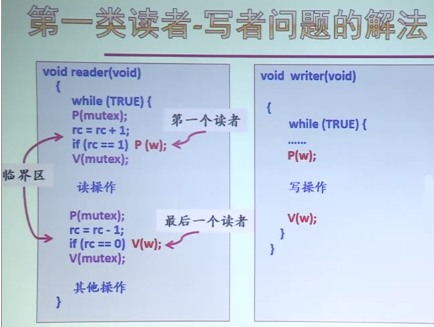 第一类读者-写者问题的解法
void reader(void)
{
while (TRUE) {
P(mutex);
rc = rc + 1;
if (rc == 1) P (w);
V(mutex);
读操作
P(mutex);
rc = rc - 1;
if (rc == 0) V(w);
V(mutex);
其他操作
}
临界区
第一个读者
最后一个读者
void writer(void)
{
while (TRUE) {
......
P(w);
写操作
V(w);
}
}